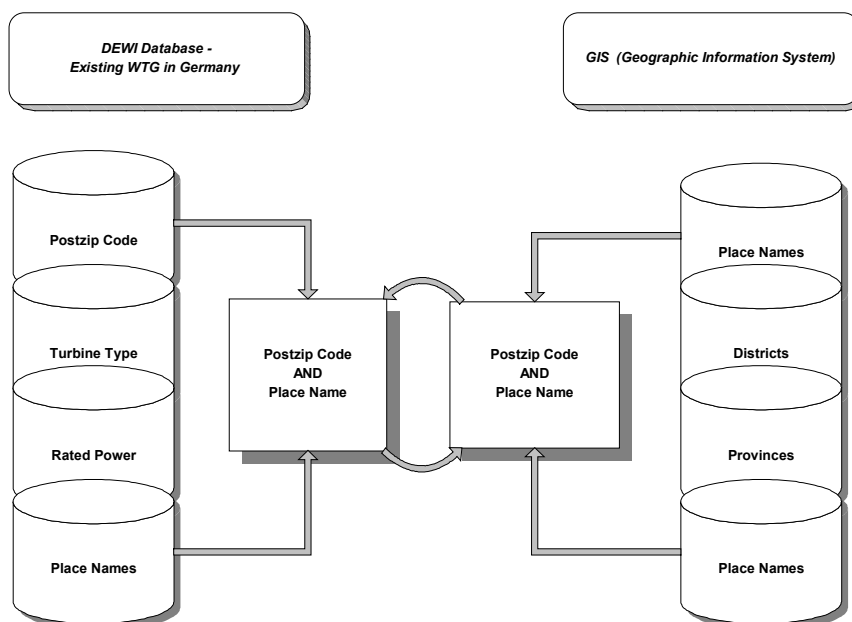 DEWI Database -
Existing WTG in Germany
GIS (Geographic Information System)
Postzip Code
Turbine Type
Rated Power
Place Names
Postzip Code
AND
Place Name
Postzip Code
AND
Place Name
Place Names
Districts
Provinces
Place Names